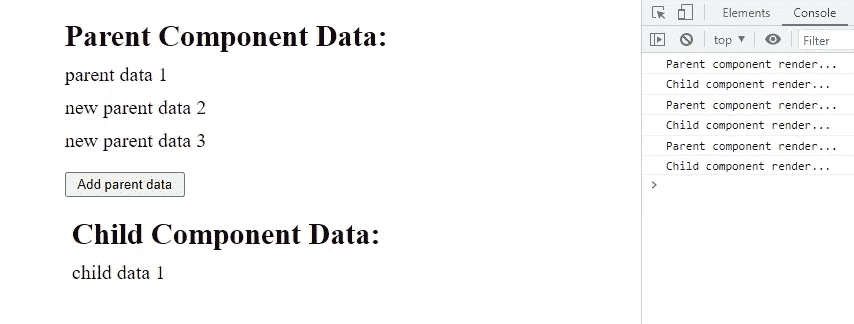 Parent Component Data:
parent data 1
new parent data 2
new parent data 3
Add parent data
Child Component Data:
child data 1
Elements Console
top ▼ Filter
Parent component render...
Child component render...
Parent component render...
Child component render...
Parent component render...
Child component render...
>